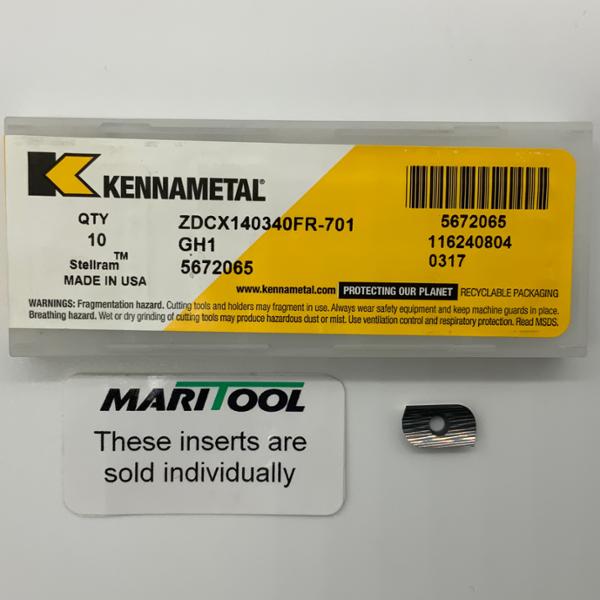 KENNAMETAL®
QTY
10
Stellram™
MADE IN USA
ZDCX140340FR-701
GH1
5672065
5672065
116240804
0317
www.kennametal.com PROTECTING OUR PLANET RECYCLABLE PACKAGING
WARNINGS: Fragmentation hazard. Cutting tools and holders may fragment in use. Always wear safety equipment and keep machine guards in place.
Breathing hazard. Wet or dry grinding of cutting tools may produce hazardous dust or mist. Use ventilation control and respiratory protection. Read MSDS.
MARITOOL
These inserts are
sold individually